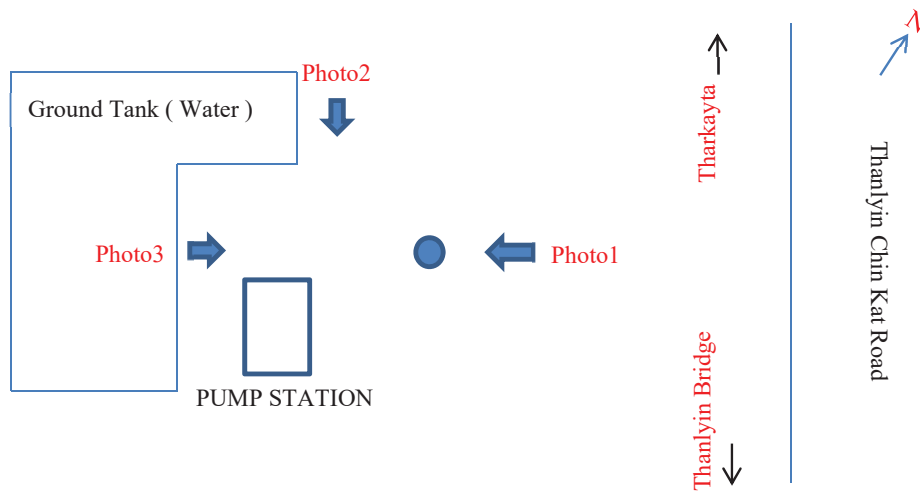 N
Photo2
Ground Tank ( Water )
Tharkayta
Thanlyin Chin Kat Road
Photo3
Photo1
Thanlyin Bridge
PUMP STATION